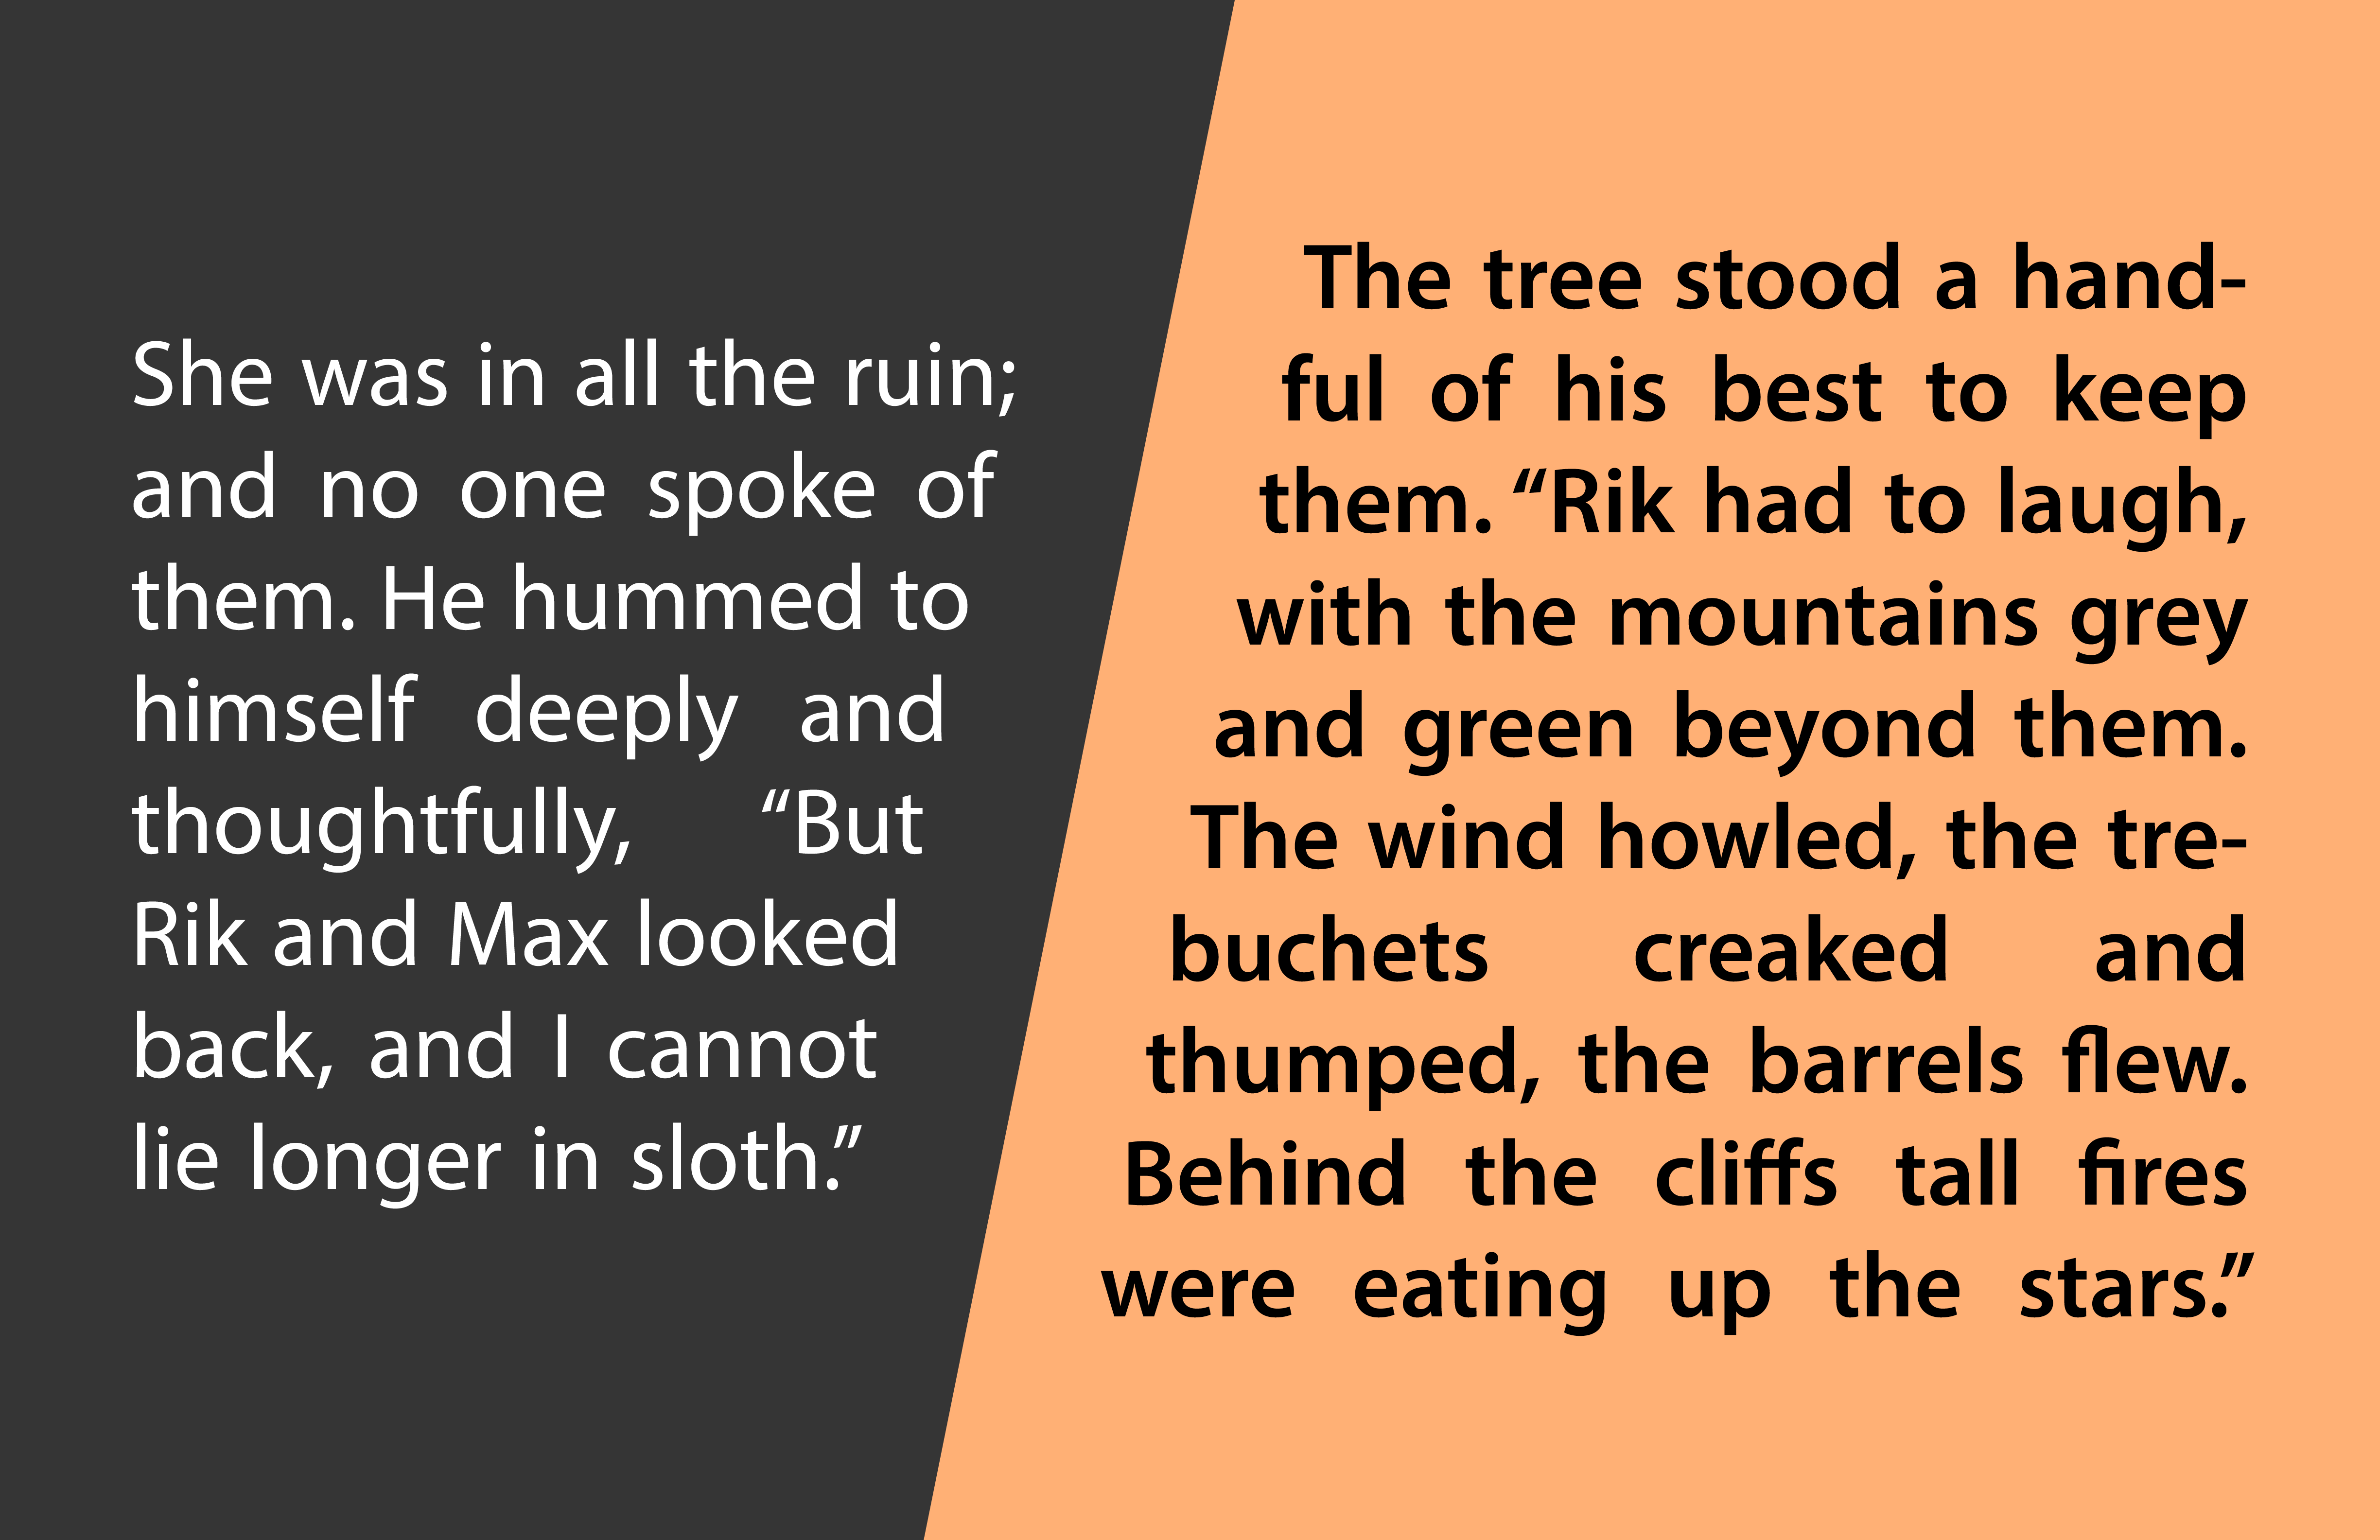 She was in all the ruin;
and no one spoke of
them. He hummed to
himself deeply and
thoughtfully, “But
Rik and Max looked
back, and I cannot
lie longer in sloth.”
The tree stood a hand-
ful of his best to keep
them. “Rik had to laugh,
with the mountains grey
and green beyond them.
The wind howled, the tre-
buchets creaked and
thumped, the barrels flew.
Behind the cliffs tall fires
were eating up the stars.”